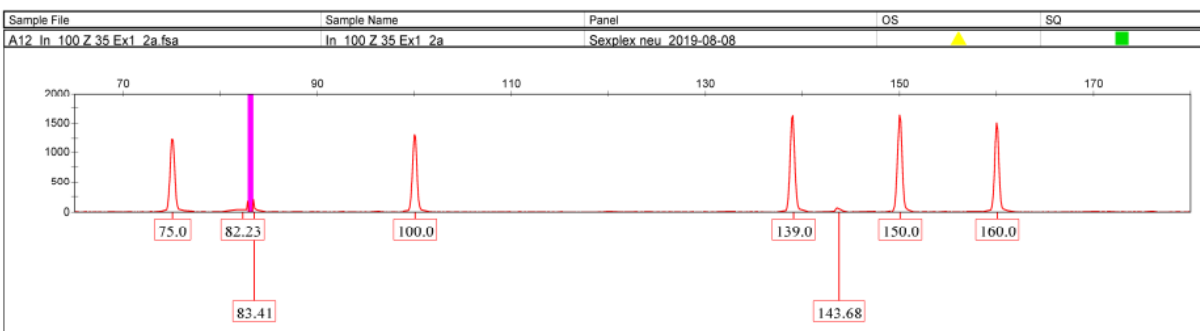 Sample File Sample Name Panel OS SQ
A12_In_100 Z 35 Ex1_2a.fsa In_100 Z 35 Ex1_2a Sexplex neu_2019-08-08
70 90 110 130 150 170
2000
1500
1000
500
0
75.0 82.23 100.0 139.0 150.0 160.0
83.41 143.68